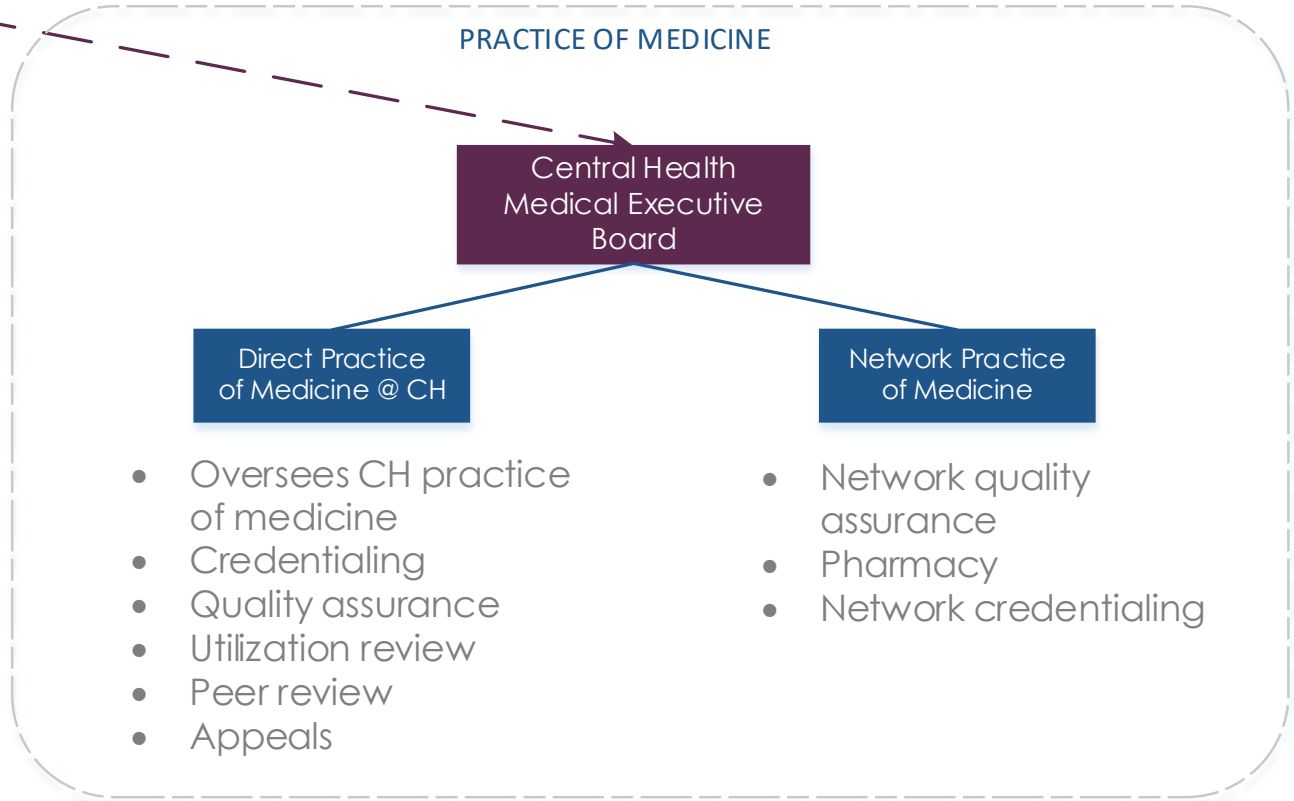 PRACTICE OF MEDICINE
Central Health
Medical Executive
Board
Direct Practice
of Medicine @ CH
• Oversees CH practice
of medicine
• Credentialing
• Quality assurance
• Utilization review
• Peer review
• Appeals
Network Practice
of Medicine
• Network quality
assurance
• Pharmacy
• Network credentialing